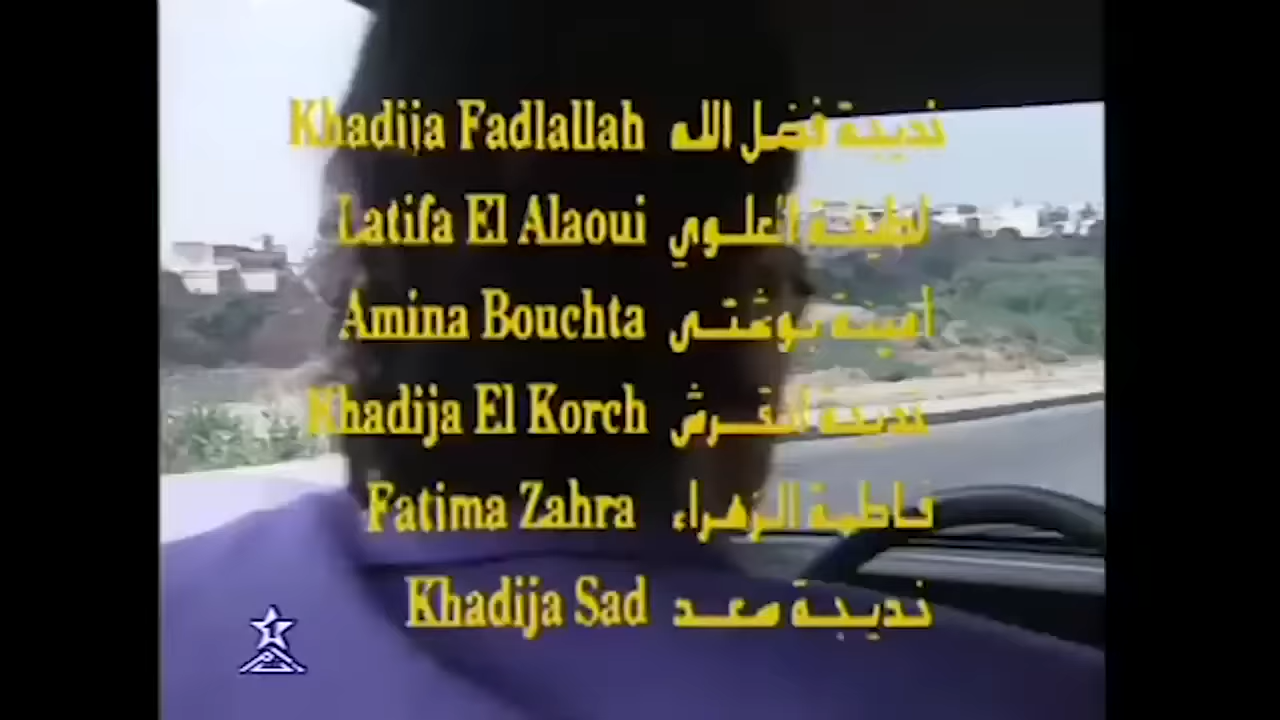 Khadija Fadlallah خديجة فضل الله
Latifa El Alaoui لطيفة العلوي
Amina Bouchta أمينة بوشتى
Khadija El Korch خديجة القرش
Fatima Zahra فاطمة الزهراء
Khadija Sad خديجة سعد